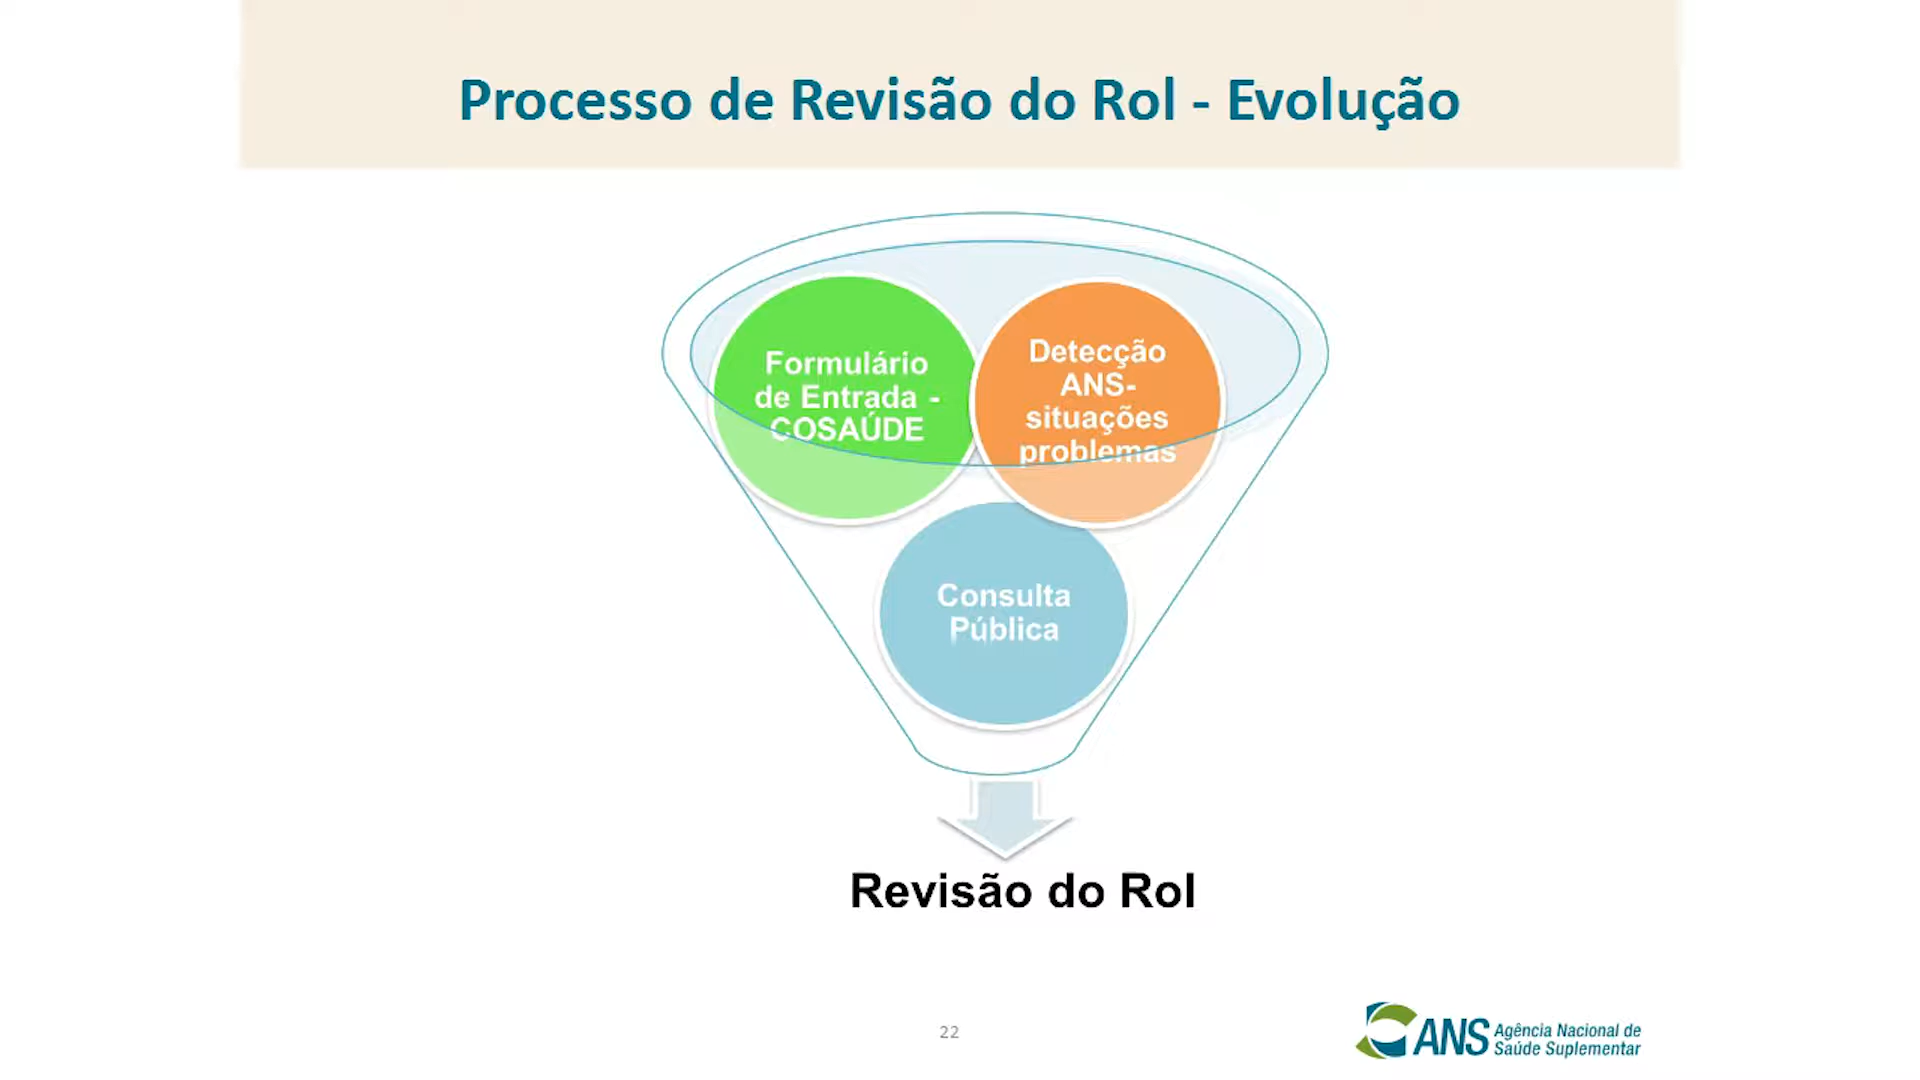 Processo de Revisão do Rol - Evolução
Formulário
de Entrada -
COSAÚDE
Detecção
ANS-
situações
problemas
Consulta
Pública
Revisão do Rol
22
ANS Agência Nacional de
Saúde Suplementar